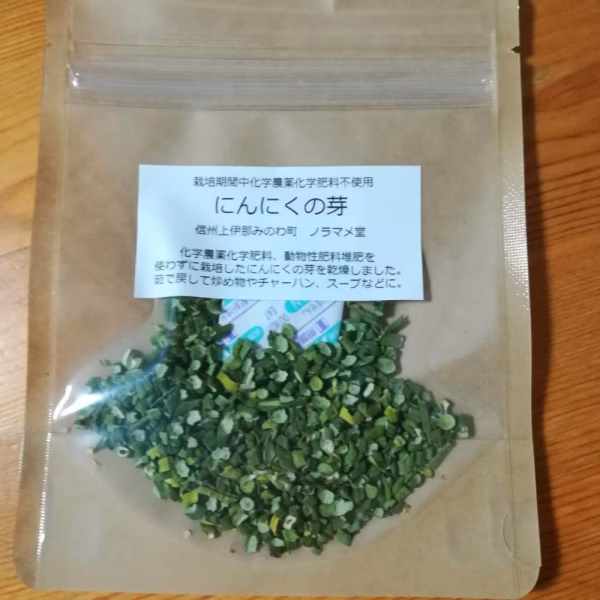 栽培期間中化学農薬化学肥料不使用
にんにくの芽
信州上伊那みのわ町　ノラマメ堂
化学農薬化学肥料、動物性肥料堆肥を
使わずに栽培したにんにくの芽を乾燥しました。
茹で戻して炒め物やチャーハン、スープなどに。